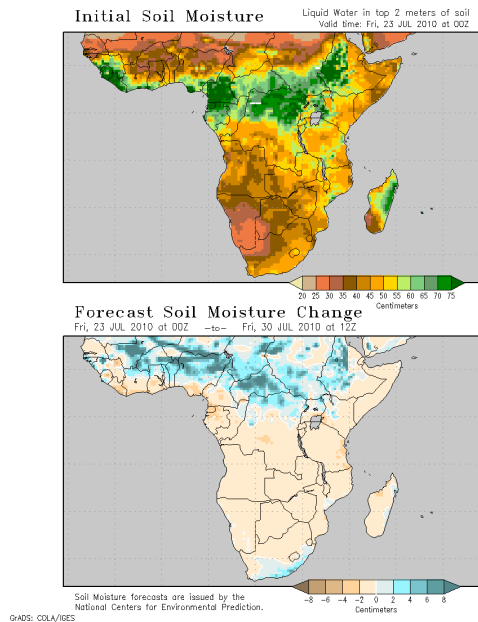 Initial Soil Moisture
Liquid Water in top 2 meters of soil
Valid time: Fri, 23 JUL 2010 at 00Z
20 25 30 35 40 45 50 55 60 65 70 75
Centimeters
Forecast Soil Moisture Change
Fri, 23 JUL 2010 at 00Z —to— Fri, 30 JUL 2010 at 12Z
-8 -6 -4 -2 0 2 4 6 8
Centimeters
Soil Moisture forecasts are issued by the
National Centers for Environmental Prediction.
GrADS: COLA/IGES